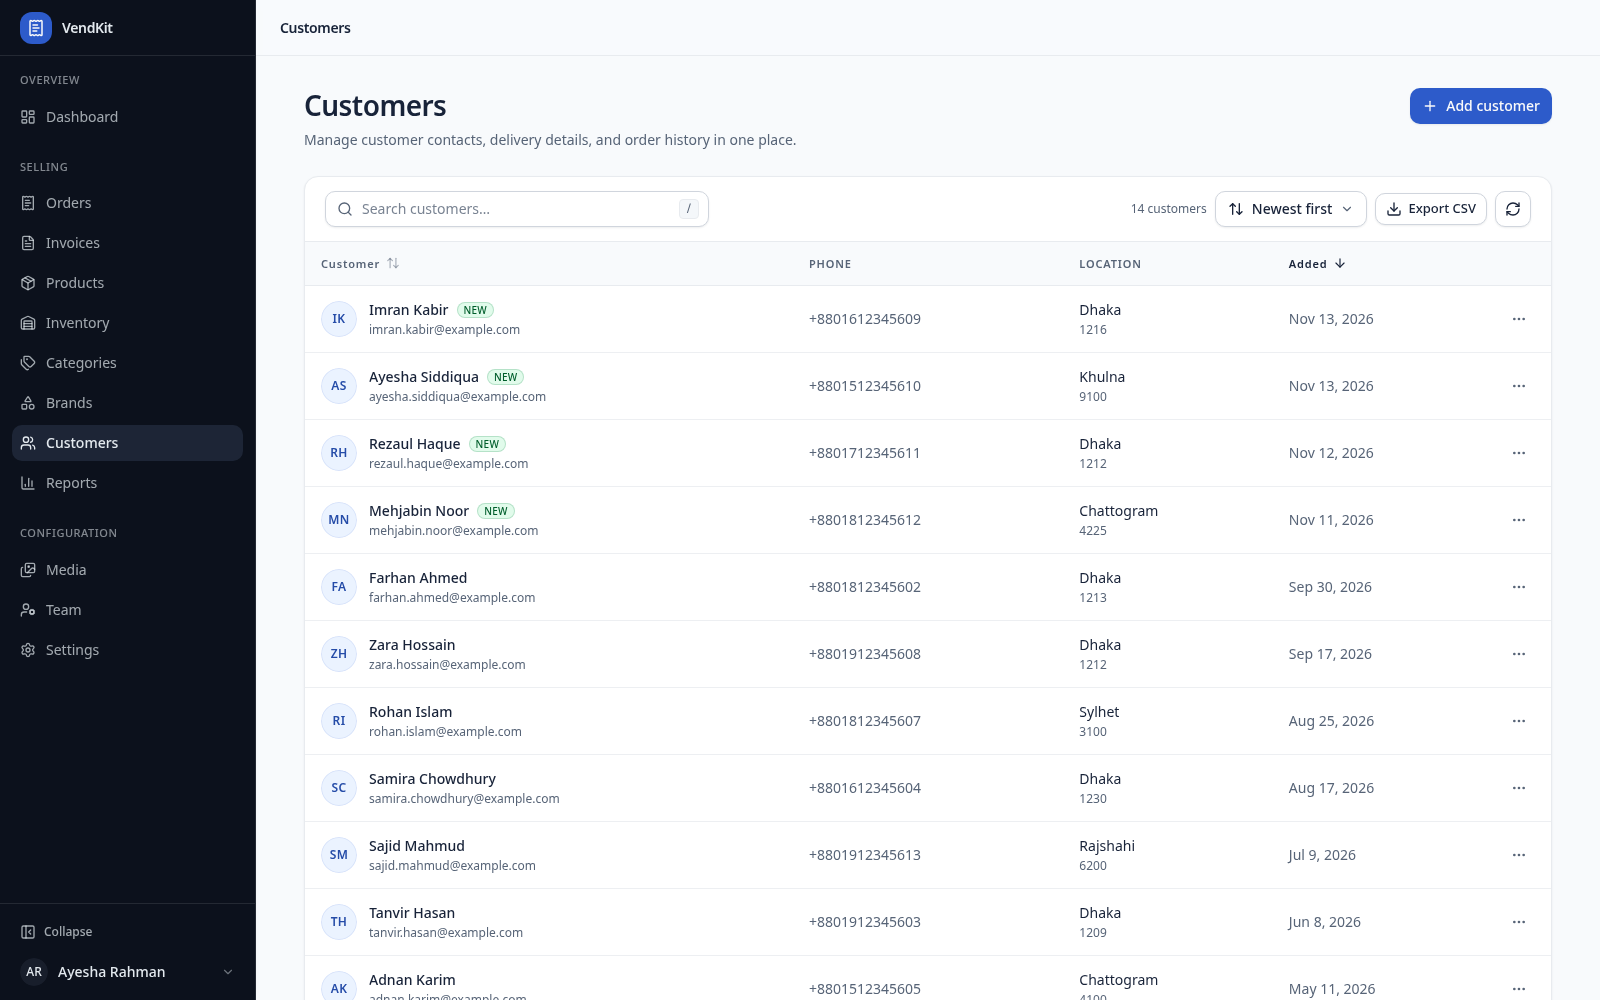 VendKit
OVERVIEW
Dashboard
SELLING
Orders
Invoices
Products
Inventory
Categories
Brands
Customers
Reports
CONFIGURATION
Media
Team
Settings
Collapse
AR Ayesha Rahman
Customers
Customers
Add customer
Manage customer contacts, delivery details, and order history in one place.
Search customers... / 14 customers Newest first Export CSV
Customer PHONE LOCATION Added
IK Imran Kabir NEW +8801612345609 Dhaka Nov 13, 2026
imran.kabir@example.com 1216
AS Ayesha Siddiqua NEW +8801512345610 Khulna Nov 13, 2026
ayesha.siddiqua@example.com 9100
RH Rezaul Haque NEW +8801712345611 Dhaka Nov 12, 2026
rezaul.haque@example.com 1212
MN Mehjabin Noor NEW +8801812345612 Chattogram Nov 11, 2026
mehjabin.noor@example.com 4225
FA Farhan Ahmed +8801812345602 Dhaka Sep 30, 2026
farhan.ahmed@example.com 1213
ZH Zara Hossain +8801912345608 Dhaka Sep 17, 2026
zara.hossain@example.com 1212
RI Rohan Islam +8801812345607 Sylhet Aug 25, 2026
rohan.islam@example.com 3100
SC Samira Chowdhury +8801612345604 Dhaka Aug 17, 2026
samira.chowdhury@example.com 1230
SM Sajid Mahmud +8801912345613 Rajshahi Jul 9, 2026
sajid.mahmud@example.com 6200
TH Tanvir Hasan +8801912345603 Dhaka Jun 8, 2026
tanvir.hasan@example.com 1209
AK Adnan Karim +8801512345605 Chattogram May 11, 2026
adnan.karim@example.com 4100